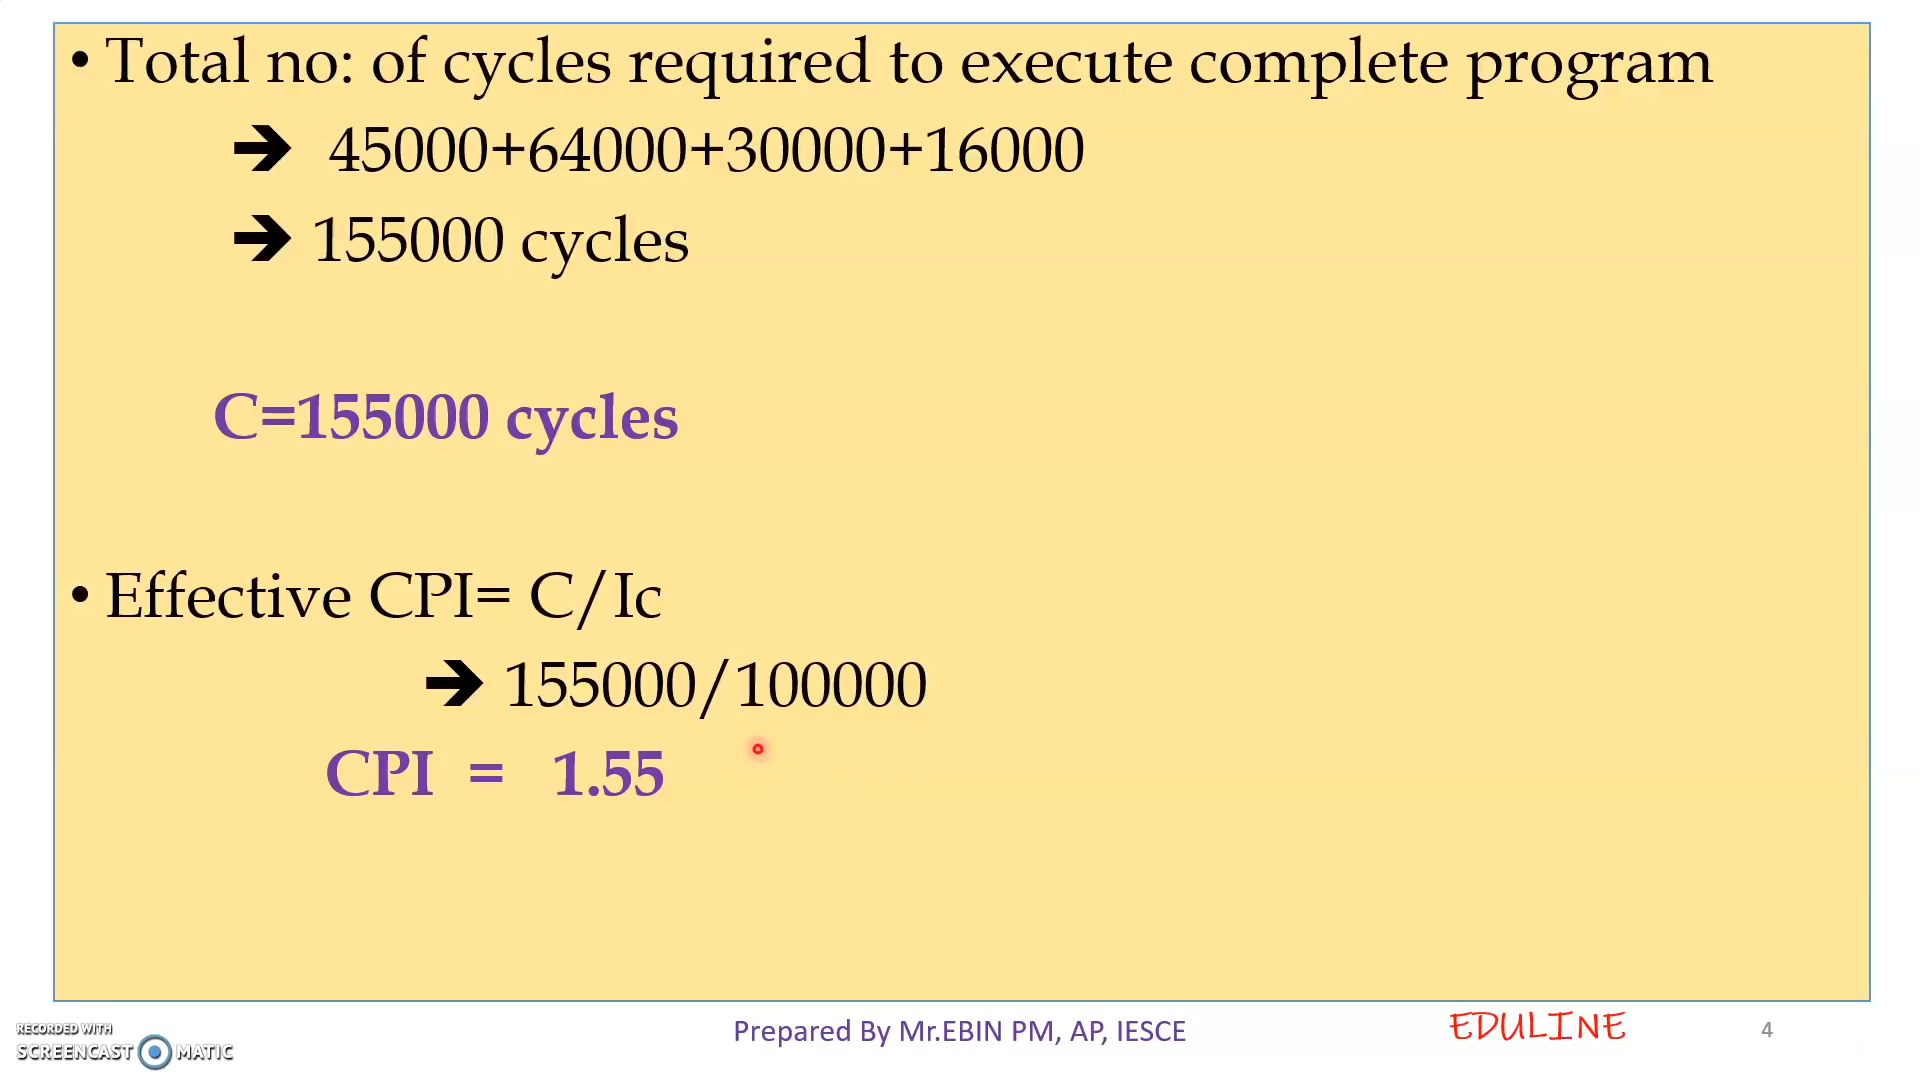 • Total no: of cycles required to execute complete program
➔ 45000+64000+30000+16000
➔ 155000 cycles
C=155000 cycles
• Effective CPI= C/Ic
➔ 155000/100000
CPI = 1.55
RECORDED WITH
SCREENCAST MATIC
Prepared By Mr.EBIN PM, AP, IESCE
EDULINE
4